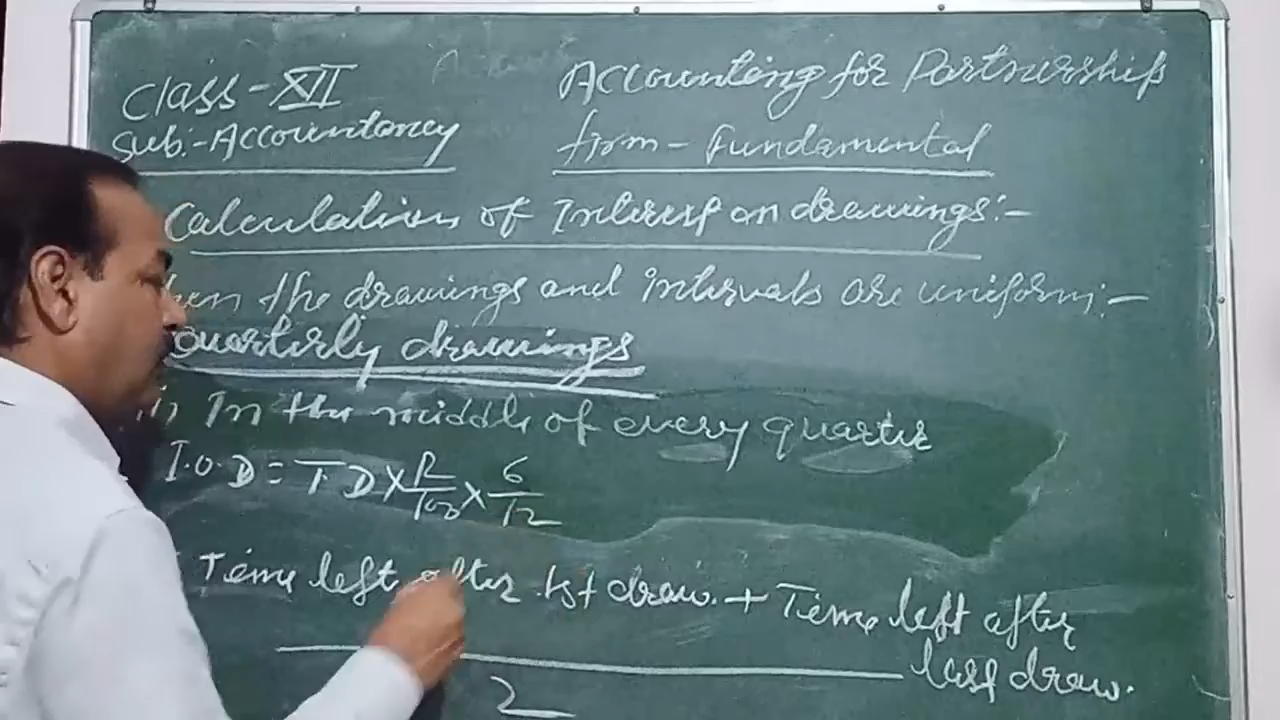 Class-XII
Sub:-Accountancy
Accounting for Partnership
firm - Fundamental
Calculation of Interest on drawings:-
the drawings and intervals are uniform:-
Quarterly drawings
In the middle of every quarter
I.O.D = TD × R/100 × 6/12
Time left after 1st draw. + Time left after
last draw.
2